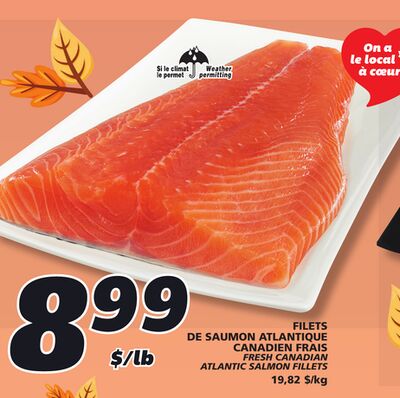 On a
le local
à cœur
Si le climat Weather
le permet permitting
8.99
$/lb
FILETS
DE SAUMON ATLANTIQUE
CANADIEN FRAIS
FRESH CANADIAN
ATLANTIC SALMON FILLETS
19,82 $/kg